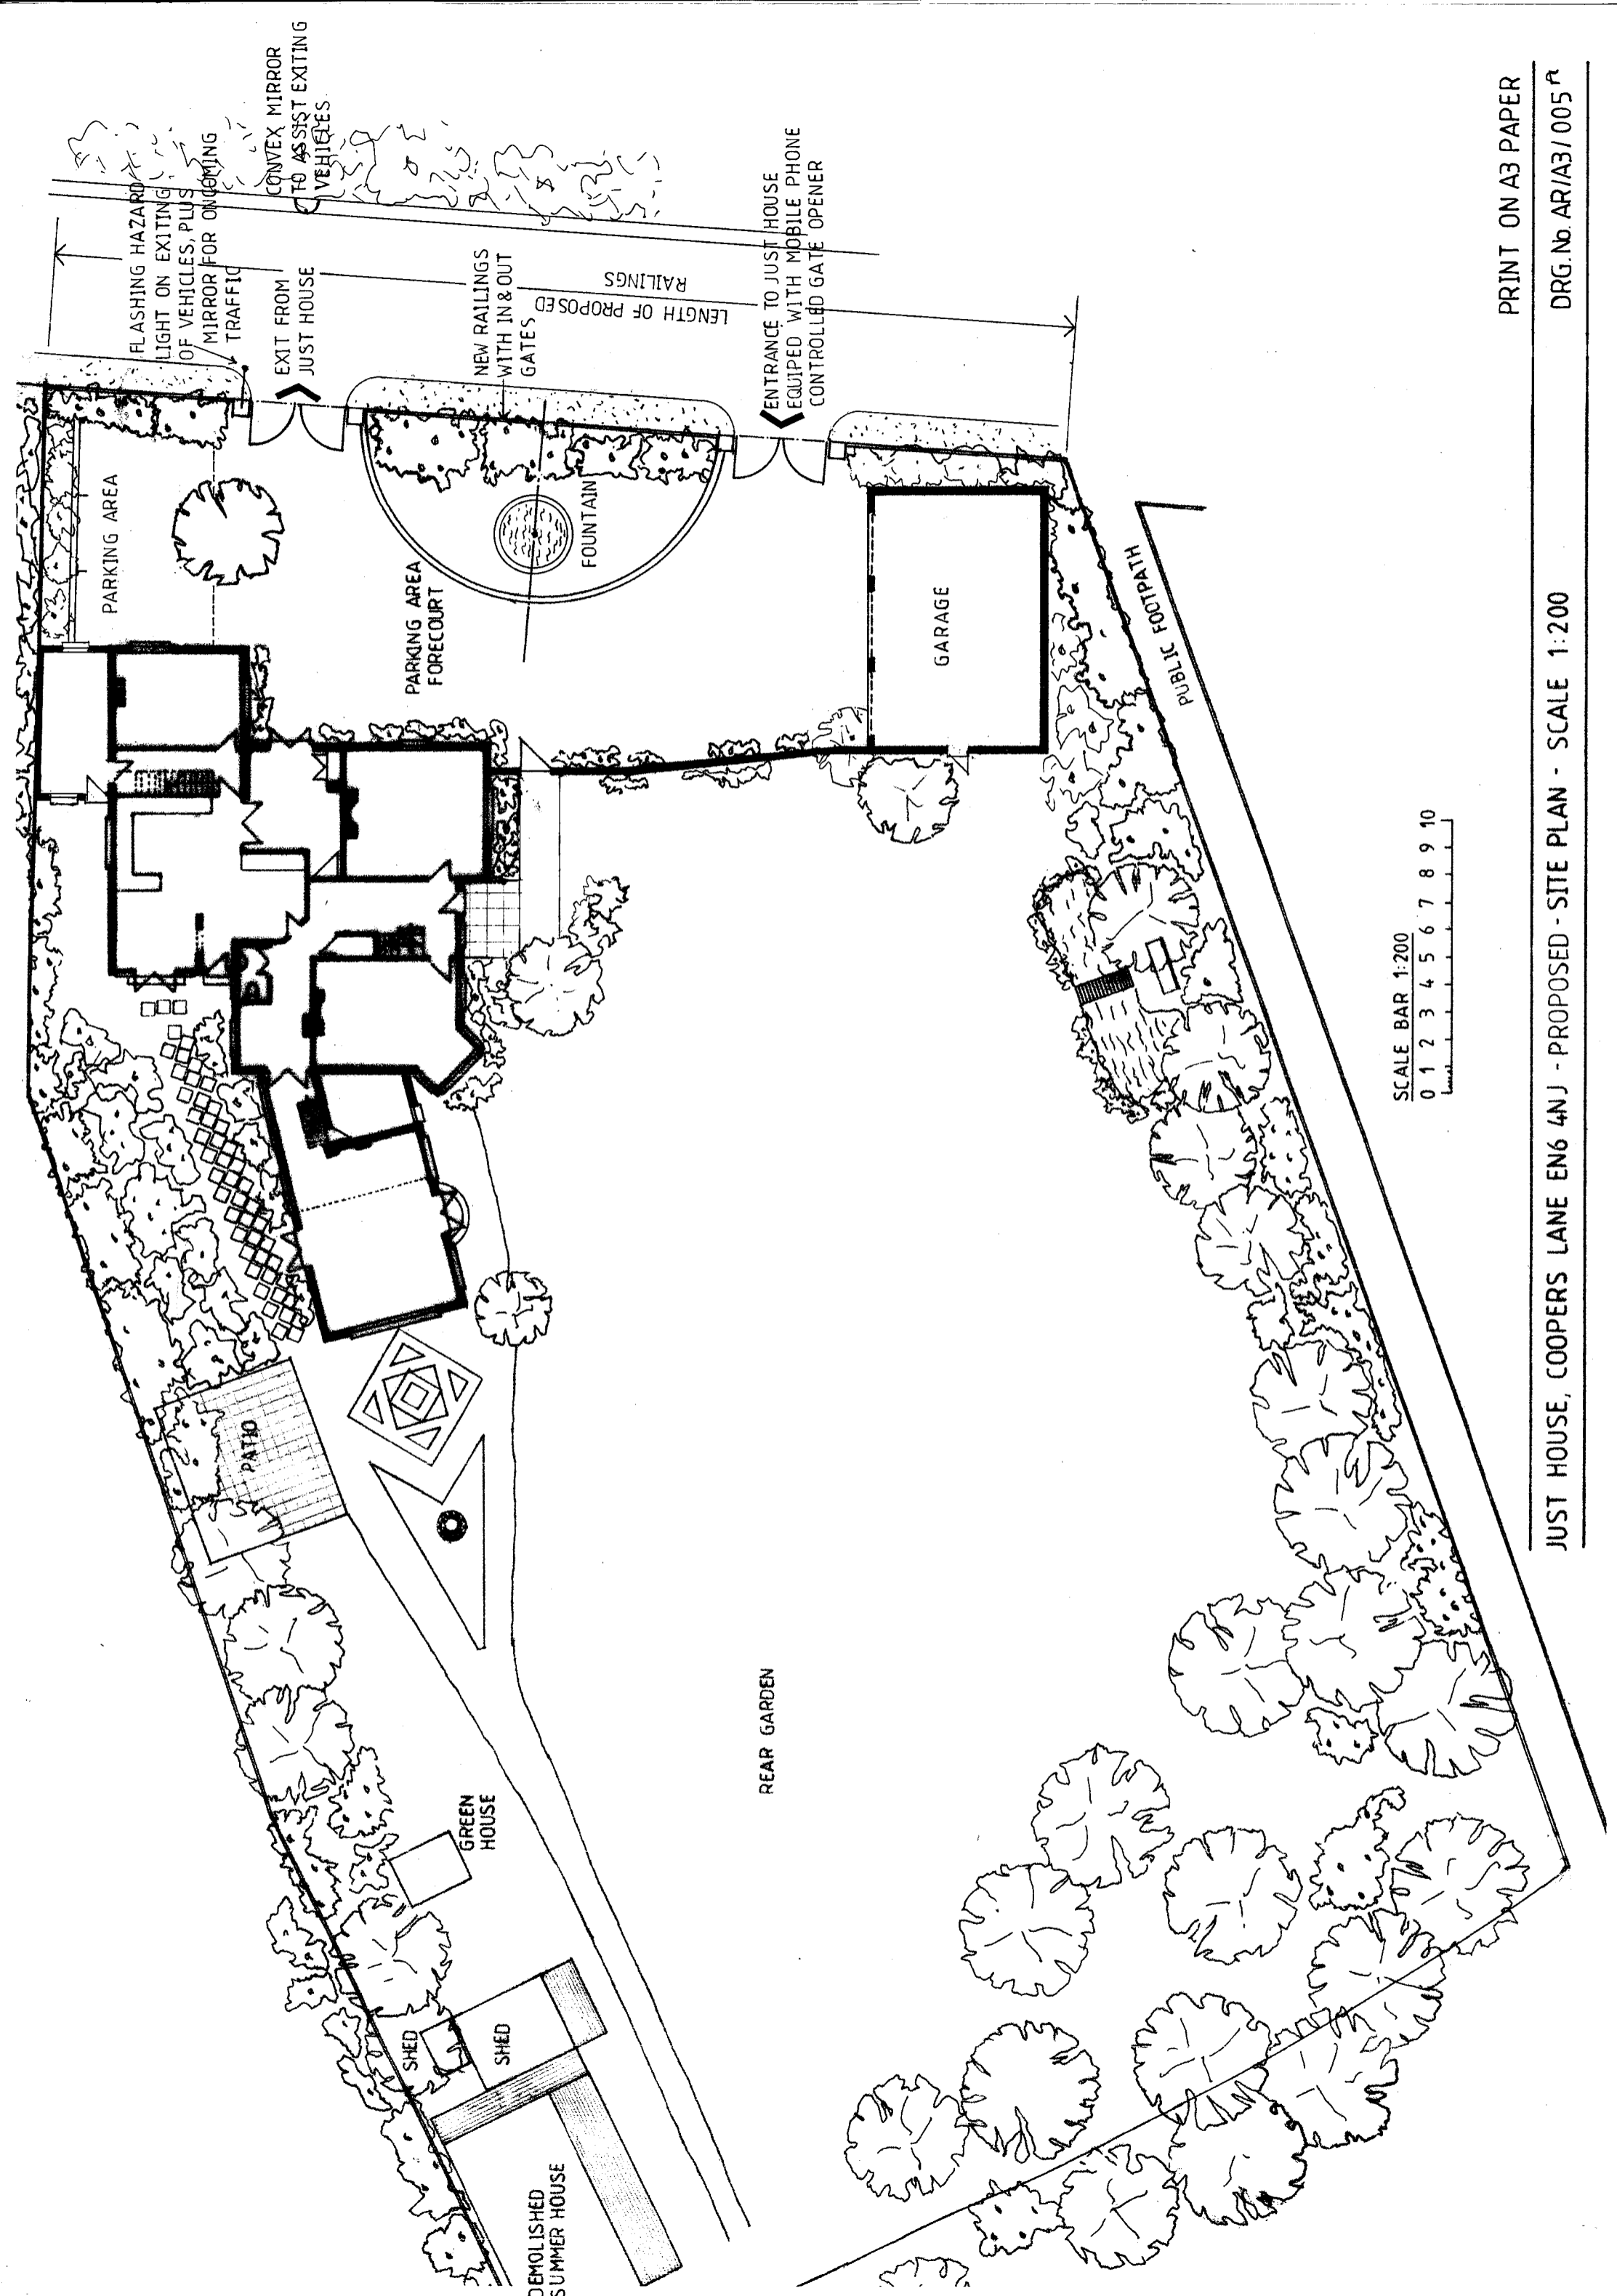 FLASHING HAZARD
LIGHT ON EXITING
OF VEHICLES, PLUS
MIRROR FOR ONCOMING
TRAFFIC
CONVEX MIRROR
TO ASSIST EXITING
VEHICLES
EXIT FROM
JUST HOUSE
NEW RAILINGS
WITH IN & OUT
GATES
LENGTH OF PROPOSED
RAILINGS
ENTRANCE TO JUST HOUSE
EQUIPED WITH MOBILE PHONE
CONTROLLED GATE OPENER
PARKING AREA
PARKING AREA
FORECOURT
FOUNTAIN
GARAGE
PUBLIC FOOTPATH
PATIO
REAR GARDEN
GREEN
HOUSE
SHED
SHED
DEMOLISHED
SUMMER HOUSE
SCALE BAR 1:200
0 1 2 3 4 5 6 7 8 9 10
PRINT ON A3 PAPER
JUST HOUSE, COOPERS LANE EN6 4NJ - PROPOSED - SITE PLAN - SCALE 1:200
DRG. No. AR/A3/005A